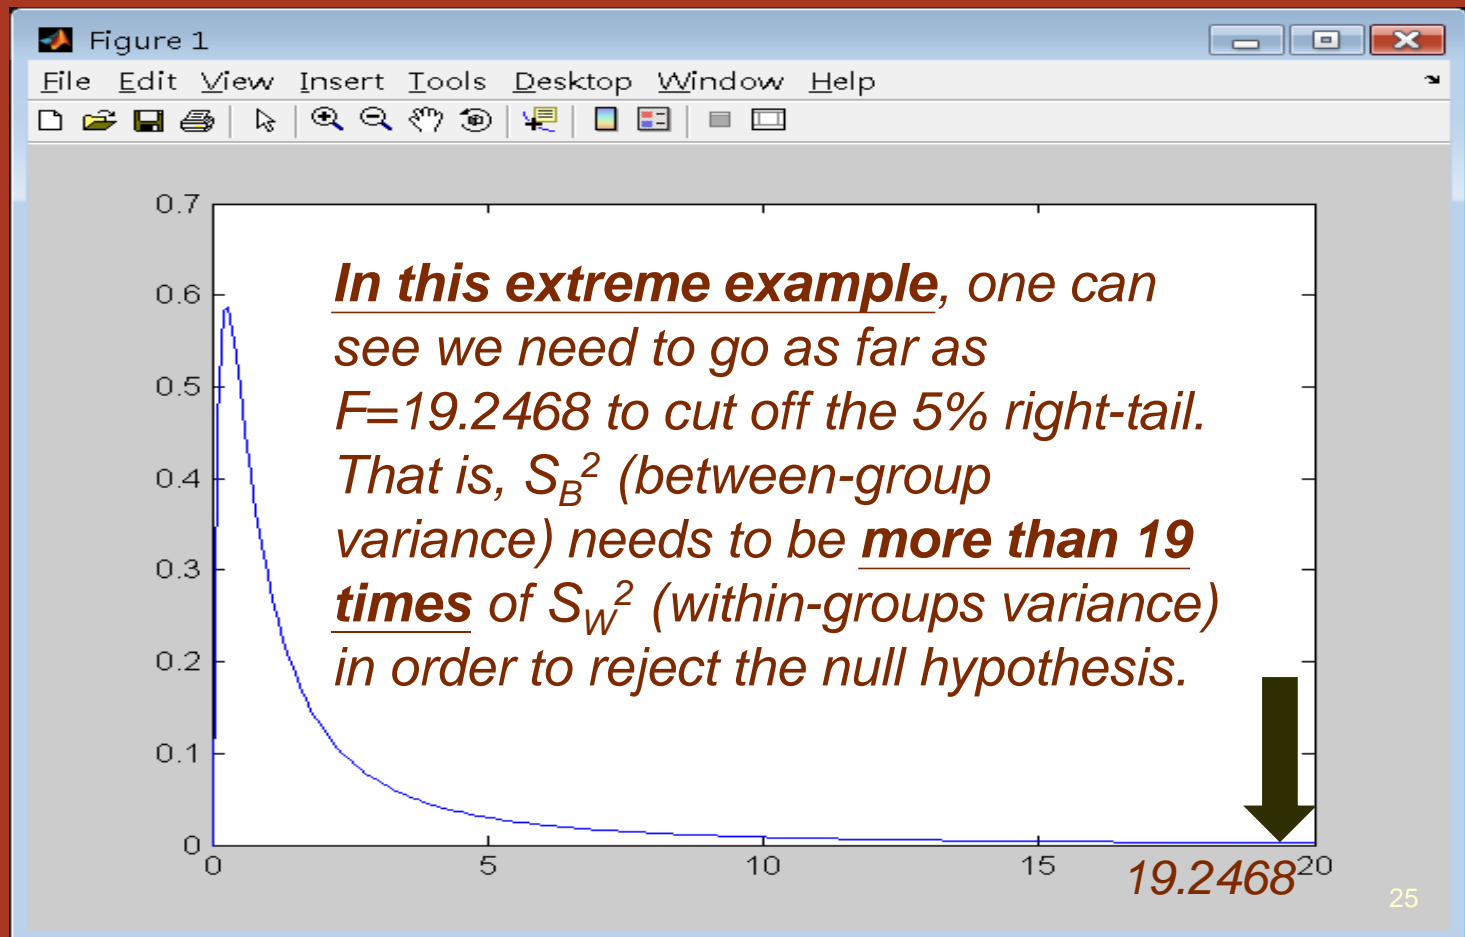 Figure 1
File Edit View Insert Tools Desktop Window Help
0.7
0.6
0.5
0.4
0.3
0.2
0.1
0
In this extreme example, one can
see we need to go as far as
F=19.2468 to cut off the 5% right-tail.
That is, S_B^2 (between-group
variance) needs to be more than 19
times of S_W^2 (within-groups variance)
in order to reject the null hypothesis.
0 5 10 15 20
19.2468
25